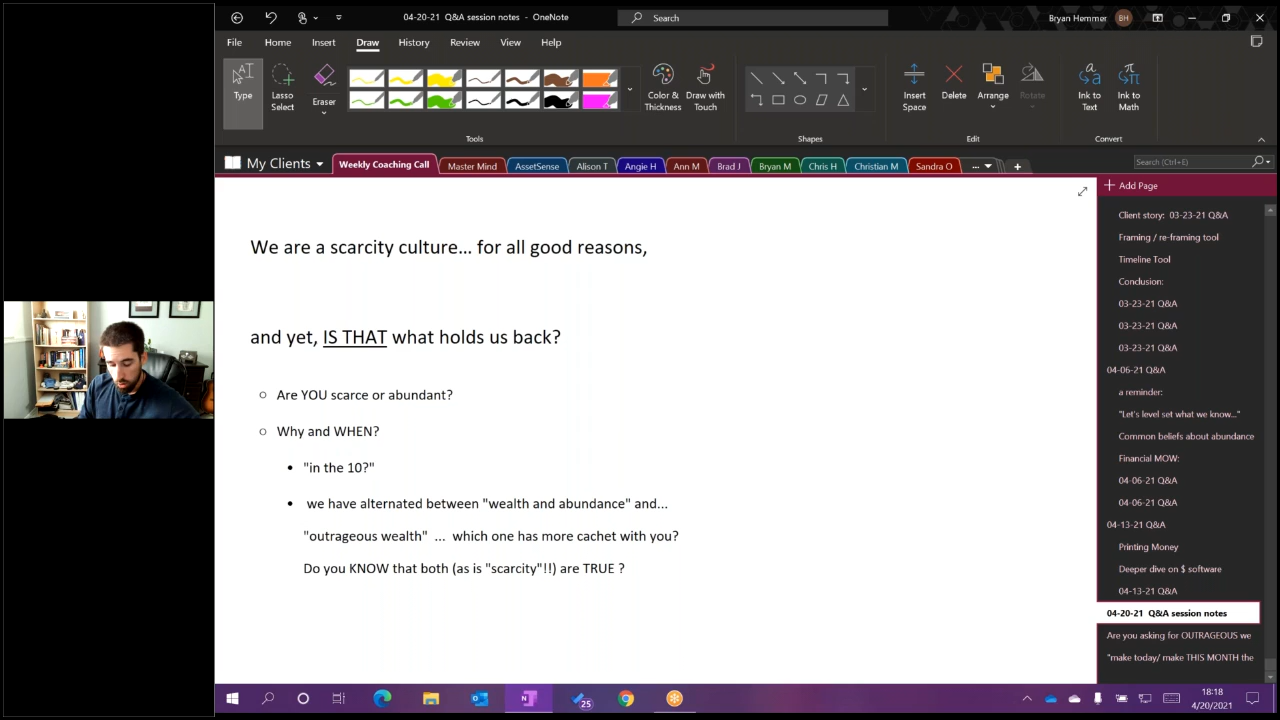 04-20-21 Q&A session notes - OneNote
Search
Bryan Hemmer
BH
File
Home
Insert
Draw
History
Review
View
Help
Type
Lasso
Select
Eraser
Color &
Thickness
Draw with
Touch
Insert
Space
Delete
Arrange
Rotate
Ink to
Text
Ink to
Math
Tools
Shapes
Edit
Convert
My Clients
Weekly Coaching Call
Master Mind
AssetSense
Alison T
Angie H
Ann M
Brad J
Bryan M
Chris H
Christian M
Sandra O
...
Search (Ctrl+E)
We are a scarcity culture... for all good reasons,
and yet, IS THAT what holds us back?
Are YOU scarce or abundant?
Why and WHEN?
"in the 10?"
we have alternated between "wealth and abundance" and...
"outrageous wealth" ... which one has more cachet with you?
Do you KNOW that both (as is "scarcity"!!) are TRUE ?
Add Page
Client story: 03-23-21 Q&A
Framing / re-framing tool
Timeline Tool
Conclusion:
03-23-21 Q&A
03-23-21 Q&A
03-23-21 Q&A
04-06-21 Q&A
a reminder:
"Let's level set what we know..."
Common beliefs about abundance
Financial MOW:
04-06-21 Q&A
04-06-21 Q&A
04-13-21 Q&A
Printing Money
Deeper dive on $ software
04-13-21 Q&A
04-20-21 Q&A session notes
Are you asking for OUTRAGEOUS we
"make today/ make THIS MONTH the
25
18:18
4/20/2021